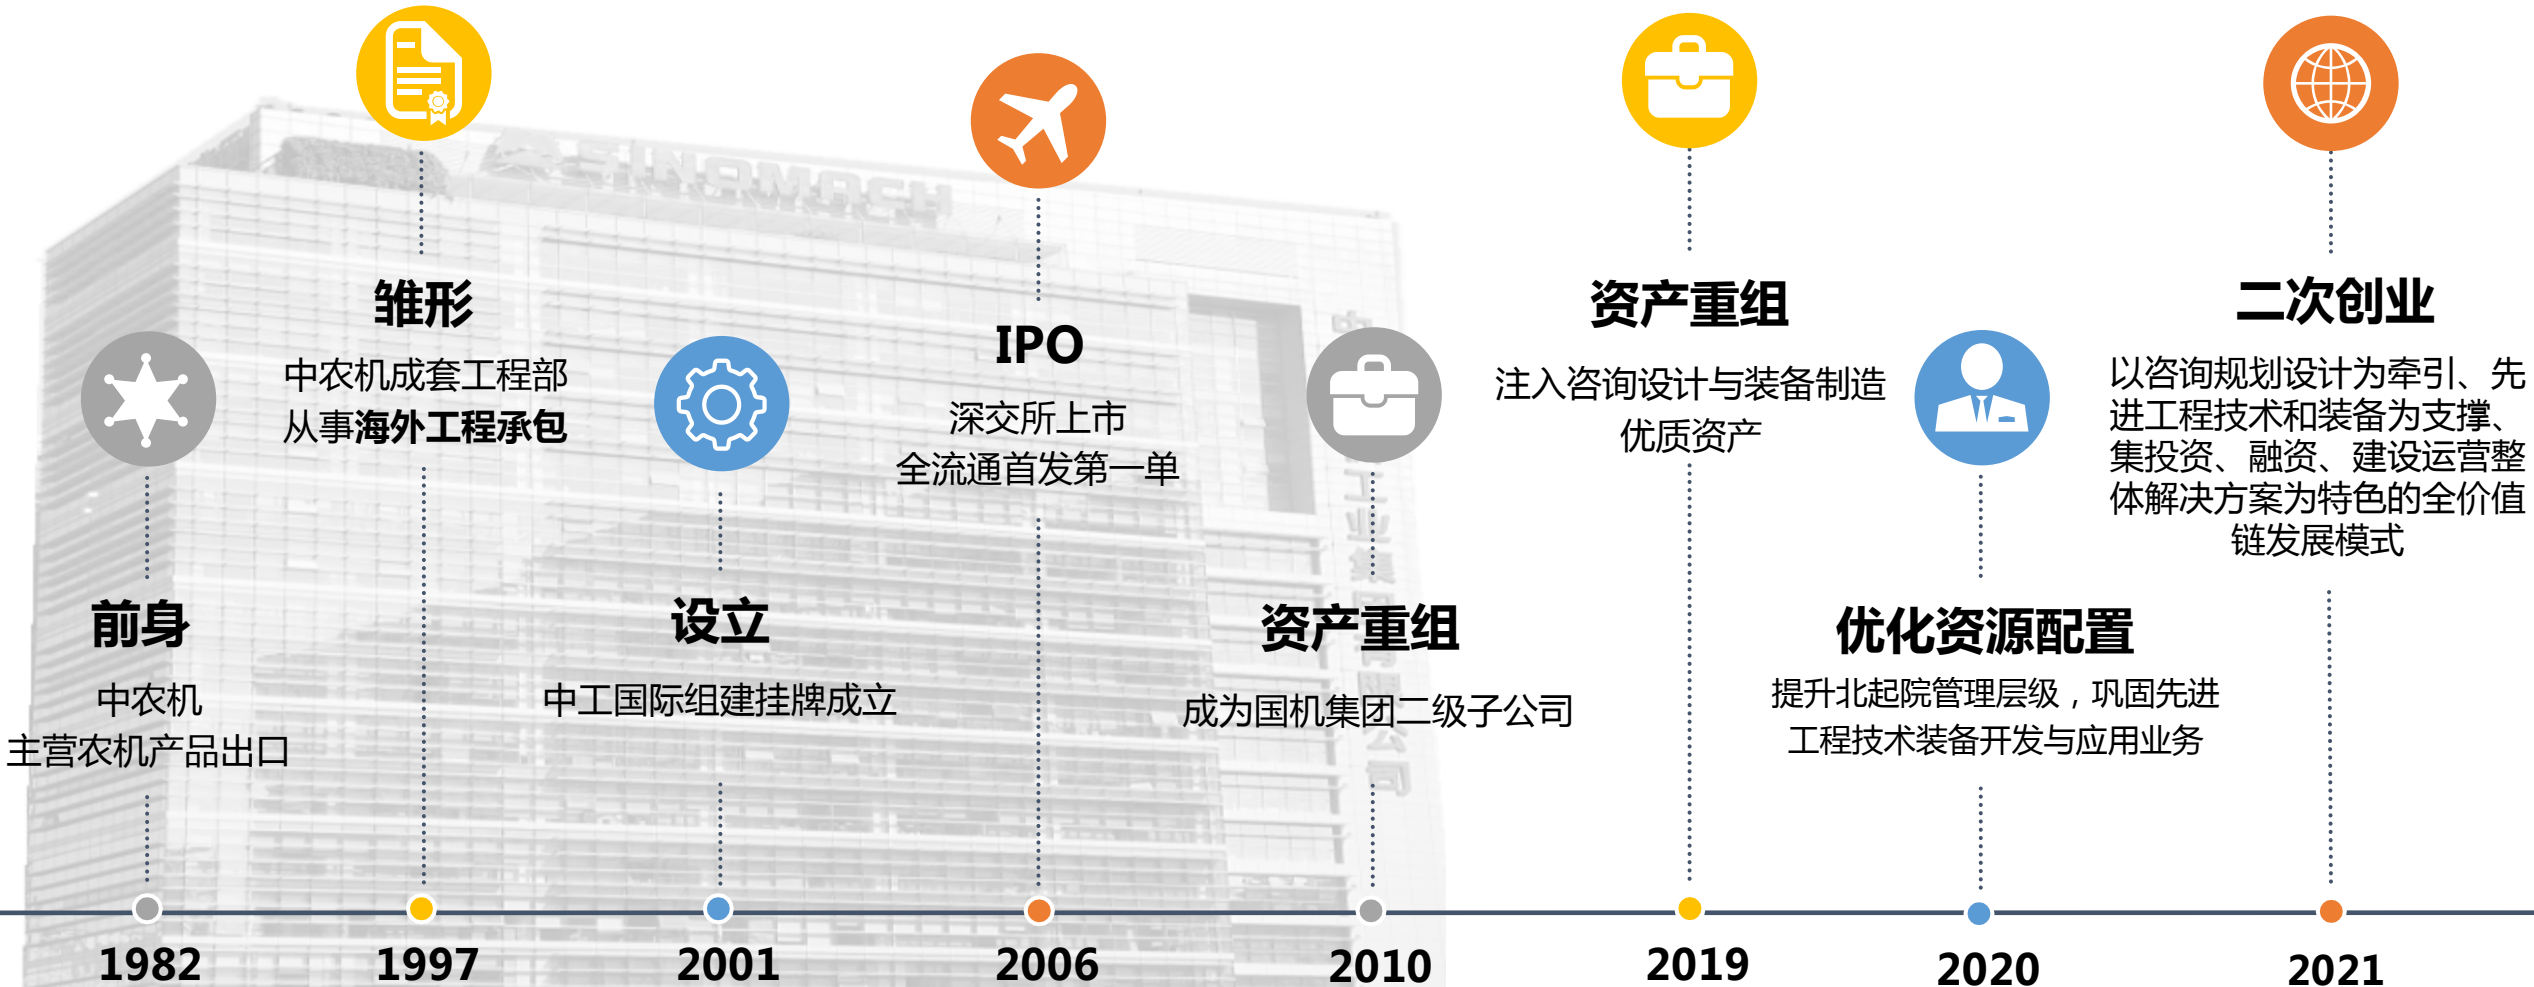 SINOMACH
前身
中农机
主营农机产品出口
1982
雏形
中农机成套工程部
从事海外工程承包
1997
设立
中工国际组建挂牌成立
2001
IPO
深交所上市
全流通首发第一单
2006
资产重组
成为国机集团二级子公司
2010
资产重组
注入咨询设计与装备制造
优质资产
2019
优化资源配置
提升北起院管理层级，巩固先进
工程技术装备开发与应用业务
2020
二次创业
以咨询规划设计为牵引、先
进工程技术和装备为支撑、
集投资、融资、建设运营整
体解决方案为特色的全价值
链发展模式
2021